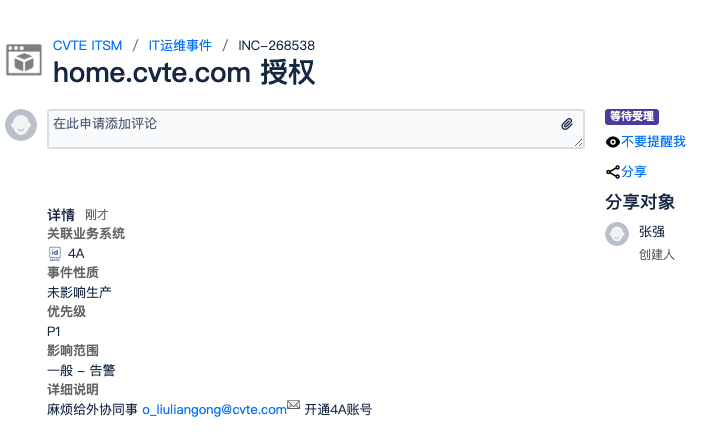 CVTE ITSM / IT运维事件 / INC-268538
home.cvte.com 授权
在此申请添加评论
等待受理
不要提醒我
分享
分享对象
张强
创建人
详情 刚才
关联业务系统
id 4A
事件性质
未影响生产
优先级
P1
影响范围
一般 – 告警
详细说明
麻烦给外协同事 o_liuliangong@cvte.com 开通4A账号